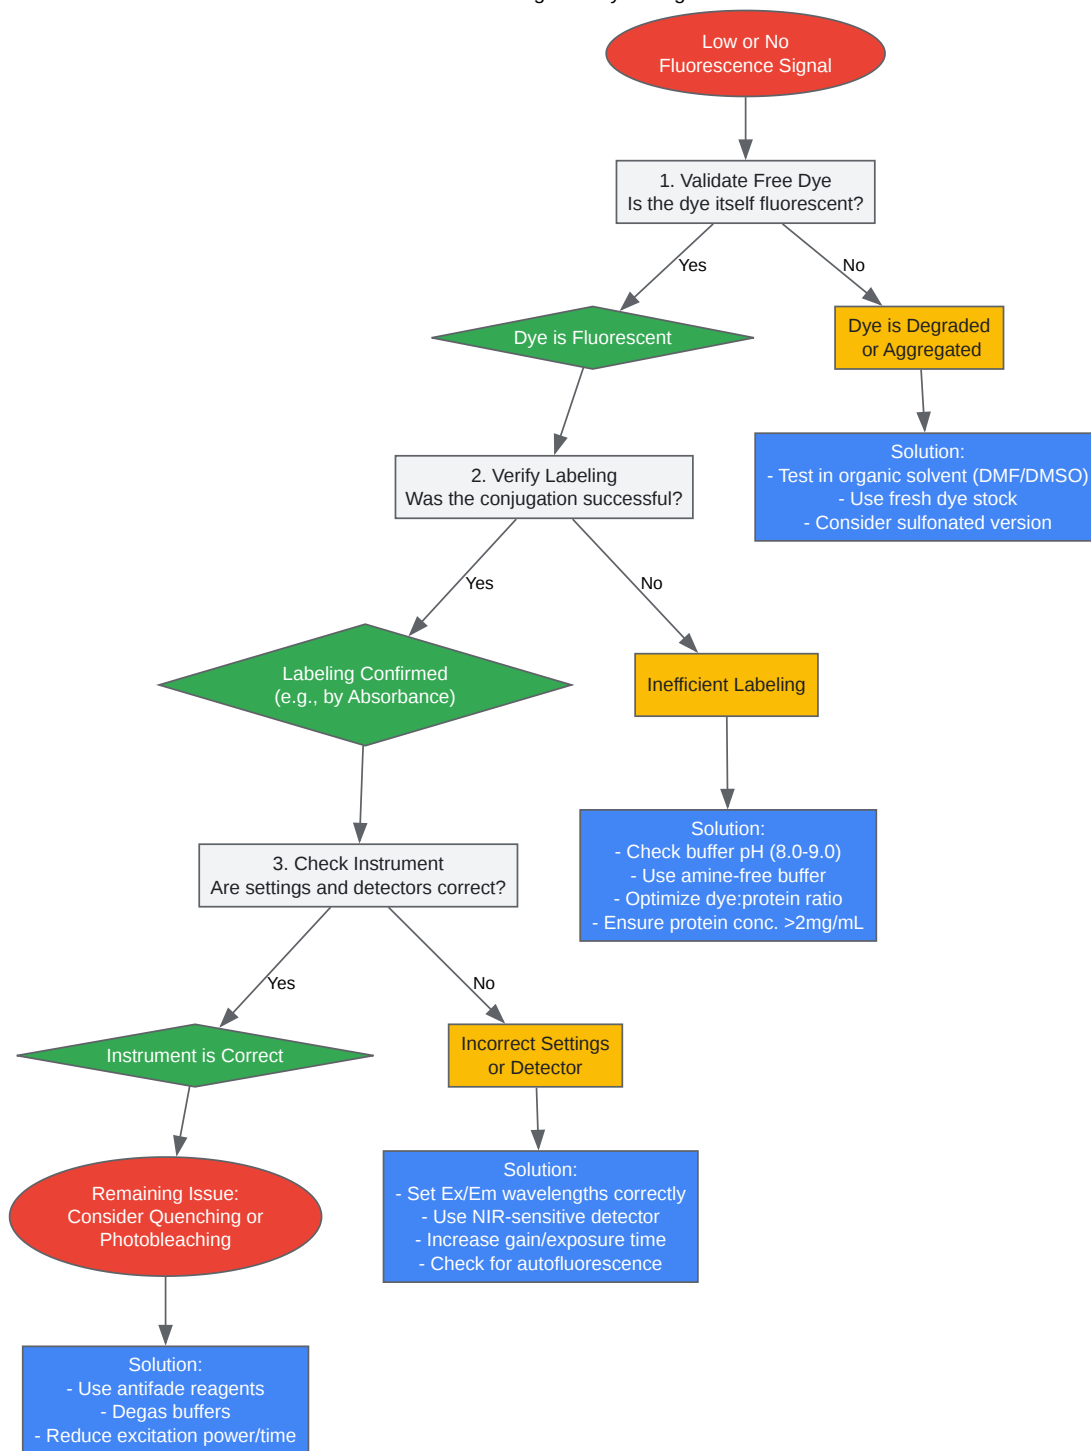 Low or No
Fluorescence Signal
1. Validate Free Dye
Is the dye itself fluorescent?
Yes
No
Dye is Fluorescent
Dye is Degraded
or Aggregated
Solution:
- Test in organic solvent (DMF/DMSO)
- Use fresh dye stock
- Consider sulfonated version
2. Verify Labeling
Was the conjugation successful?
Yes
No
Labeling Confirmed
(e.g., by Absorbance)
Inefficient Labeling
Solution:
- Check buffer pH (8.0-9.0)
- Use amine-free buffer
- Optimize dye:protein ratio
- Ensure protein conc. >2mg/mL
3. Check Instrument
Are settings and detectors correct?
Yes
No
Instrument is Correct
Incorrect Settings
or Detector
Solution:
- Set Ex/Em wavelengths correctly
- Use NIR-sensitive detector
- Increase gain/exposure time
- Check for autofluorescence
Remaining Issue:
Consider Quenching or
Photobleaching
Solution:
- Use antifade reagents
- Degas buffers
- Reduce excitation power/time